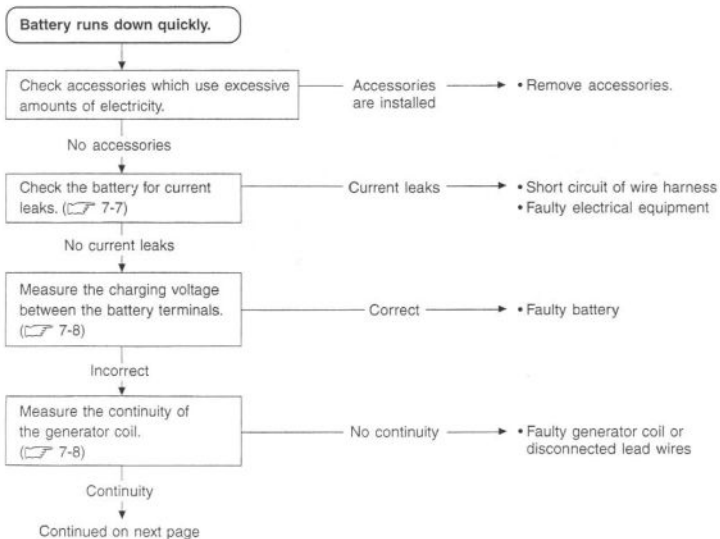 Battery runs down quickly.
Check accessories which use excessive
amounts of electricity.
Accessories
are installed
• Remove accessories.
No accessories
Check the battery for current
leaks. (☞ 7-7)
Current leaks
• Short circuit of wire harness
• Faulty electrical equipment
No current leaks
Measure the charging voltage
between the battery terminals.
(☞ 7-8)
Correct
• Faulty battery
Incorrect
Measure the continuity of
the generator coil.
(☞ 7-8)
No continuity
• Faulty generator coil or
disconnected lead wires
Continuity
Continued on next page